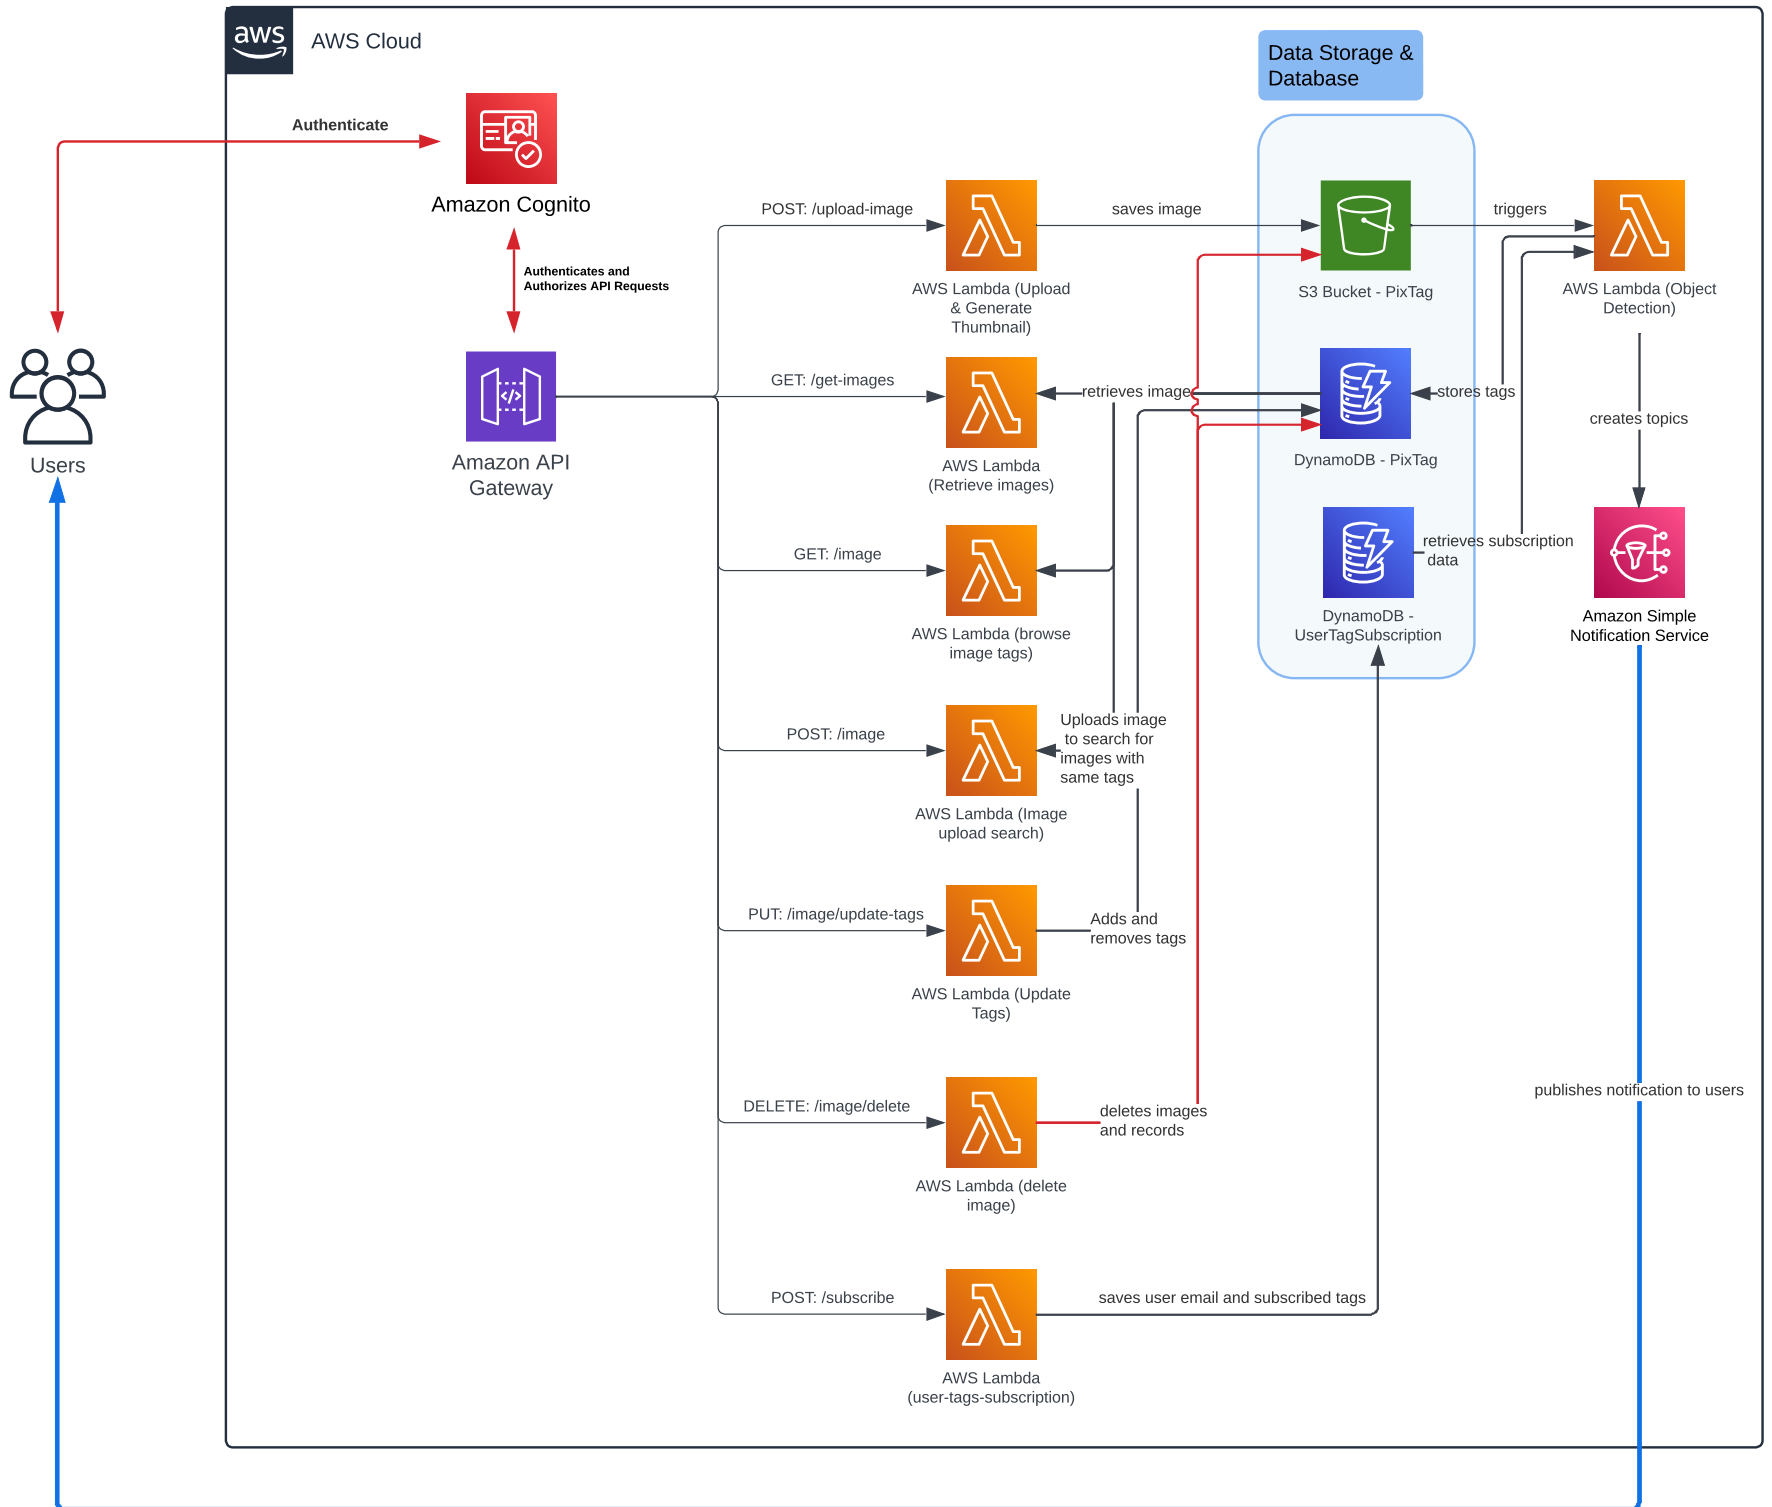 aws
AWS Cloud
Data Storage &
Database
Authenticate
Amazon Cognito
Authenticates and
Authorizes API Requests
Users
Amazon API
Gateway
POST: /upload-image
AWS Lambda (Upload
& Generate
Thumbnail)
saves image
S3 Bucket - PixTag
triggers
AWS Lambda (Object
Detection)
GET: /get-images
AWS Lambda
(Retrieve images)
retrieves image
DynamoDB - PixTag
stores tags
creates topics
GET: /image
AWS Lambda (browse
image tags)
DynamoDB -
UserTagSubscription
retrieves subscription
data
Amazon Simple
Notification Service
POST: /image
AWS Lambda (Image
upload search)
Uploads image
to search for
images with
same tags
PUT: /image/update-tags
AWS Lambda (Update
Tags)
Adds and
removes tags
DELETE: /image/delete
AWS Lambda (delete
image)
deletes images
and records
publishes notification to users
POST: /subscribe
AWS Lambda
(user-tags-subscription)
saves user email and subscribed tags